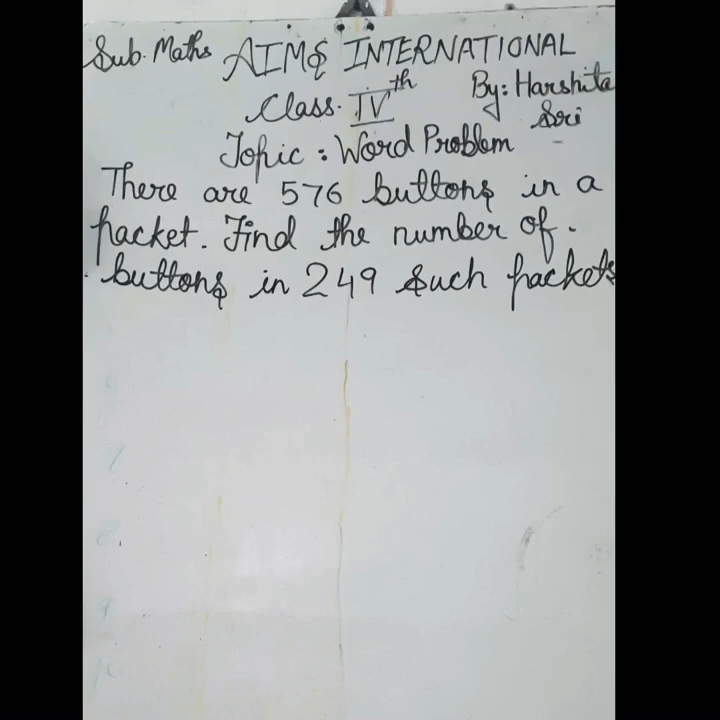 Sub. Maths AIMS INTERNATIONAL
Class. IVth By: Harshita
Sri
Topic : Word Problem
There are 576 buttons in a
packet. Find the number of.
buttons in 249 such packets